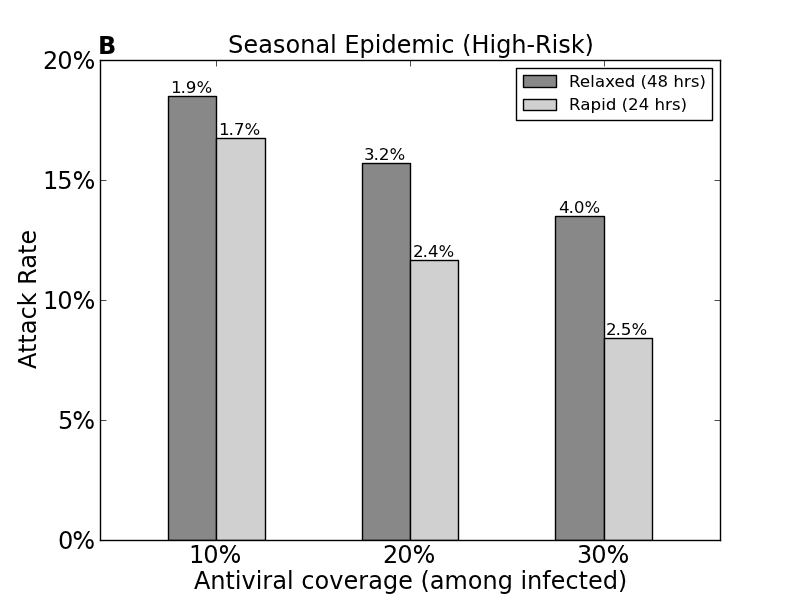 B
Seasonal Epidemic (High-Risk)
Relaxed (48 hrs)
Rapid (24 hrs)
Attack Rate
20%
15%
10%
5%
0%
1.9%
1.7%
3.2%
2.4%
4.0%
2.5%
10%
20%
30%
Antiviral coverage (among infected)